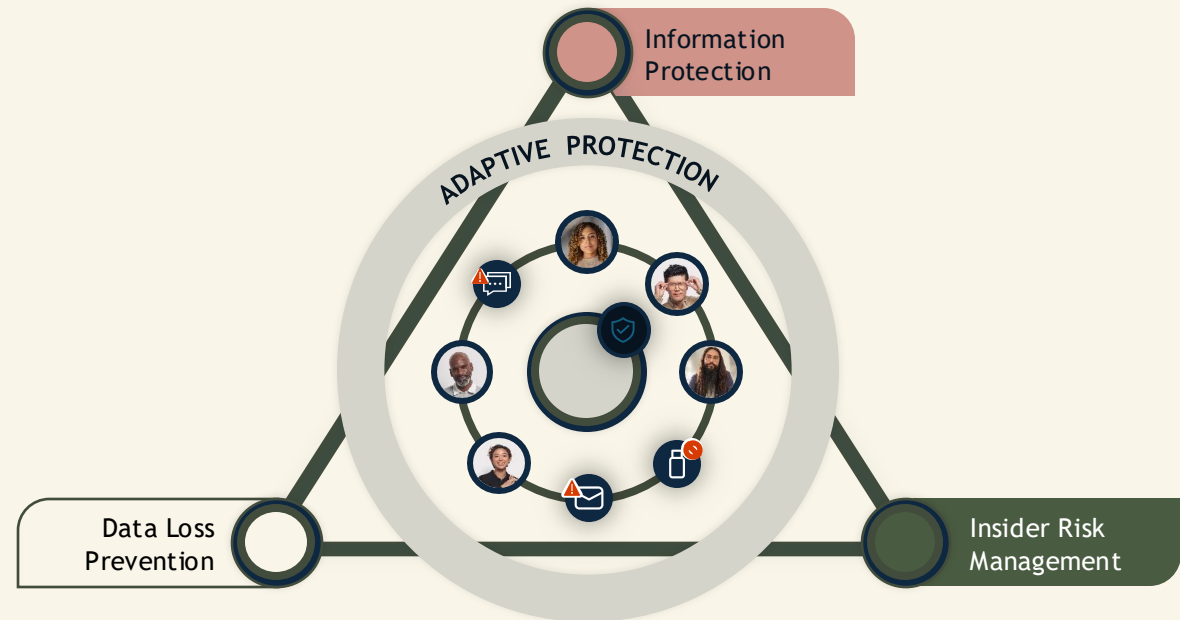 Information
Protection
ADAPTIVE PROTECTION
Data Loss
Prevention
Insider Risk
Management